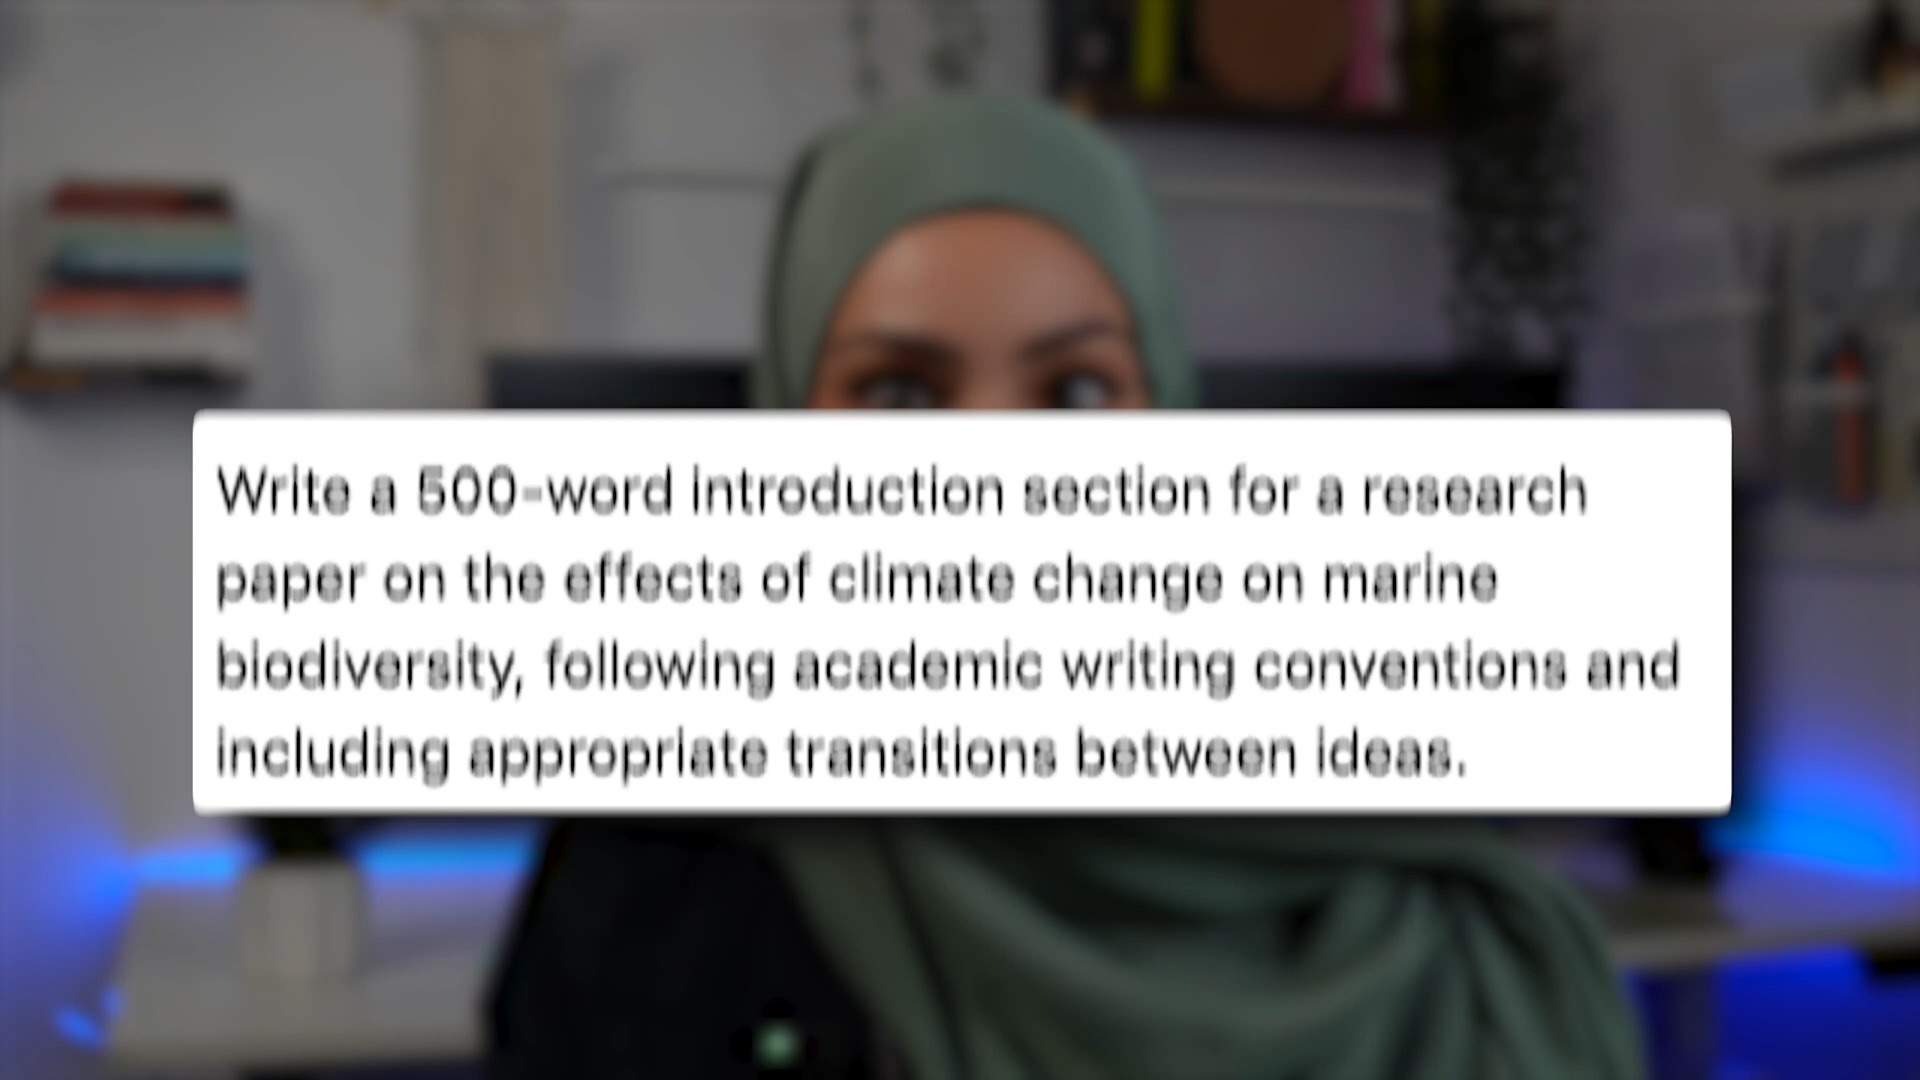 Write a 500-word introduction section for a research
paper on the effects of climate change on marine
biodiversity, following academic writing conventions and
including appropriate transitions between ideas.